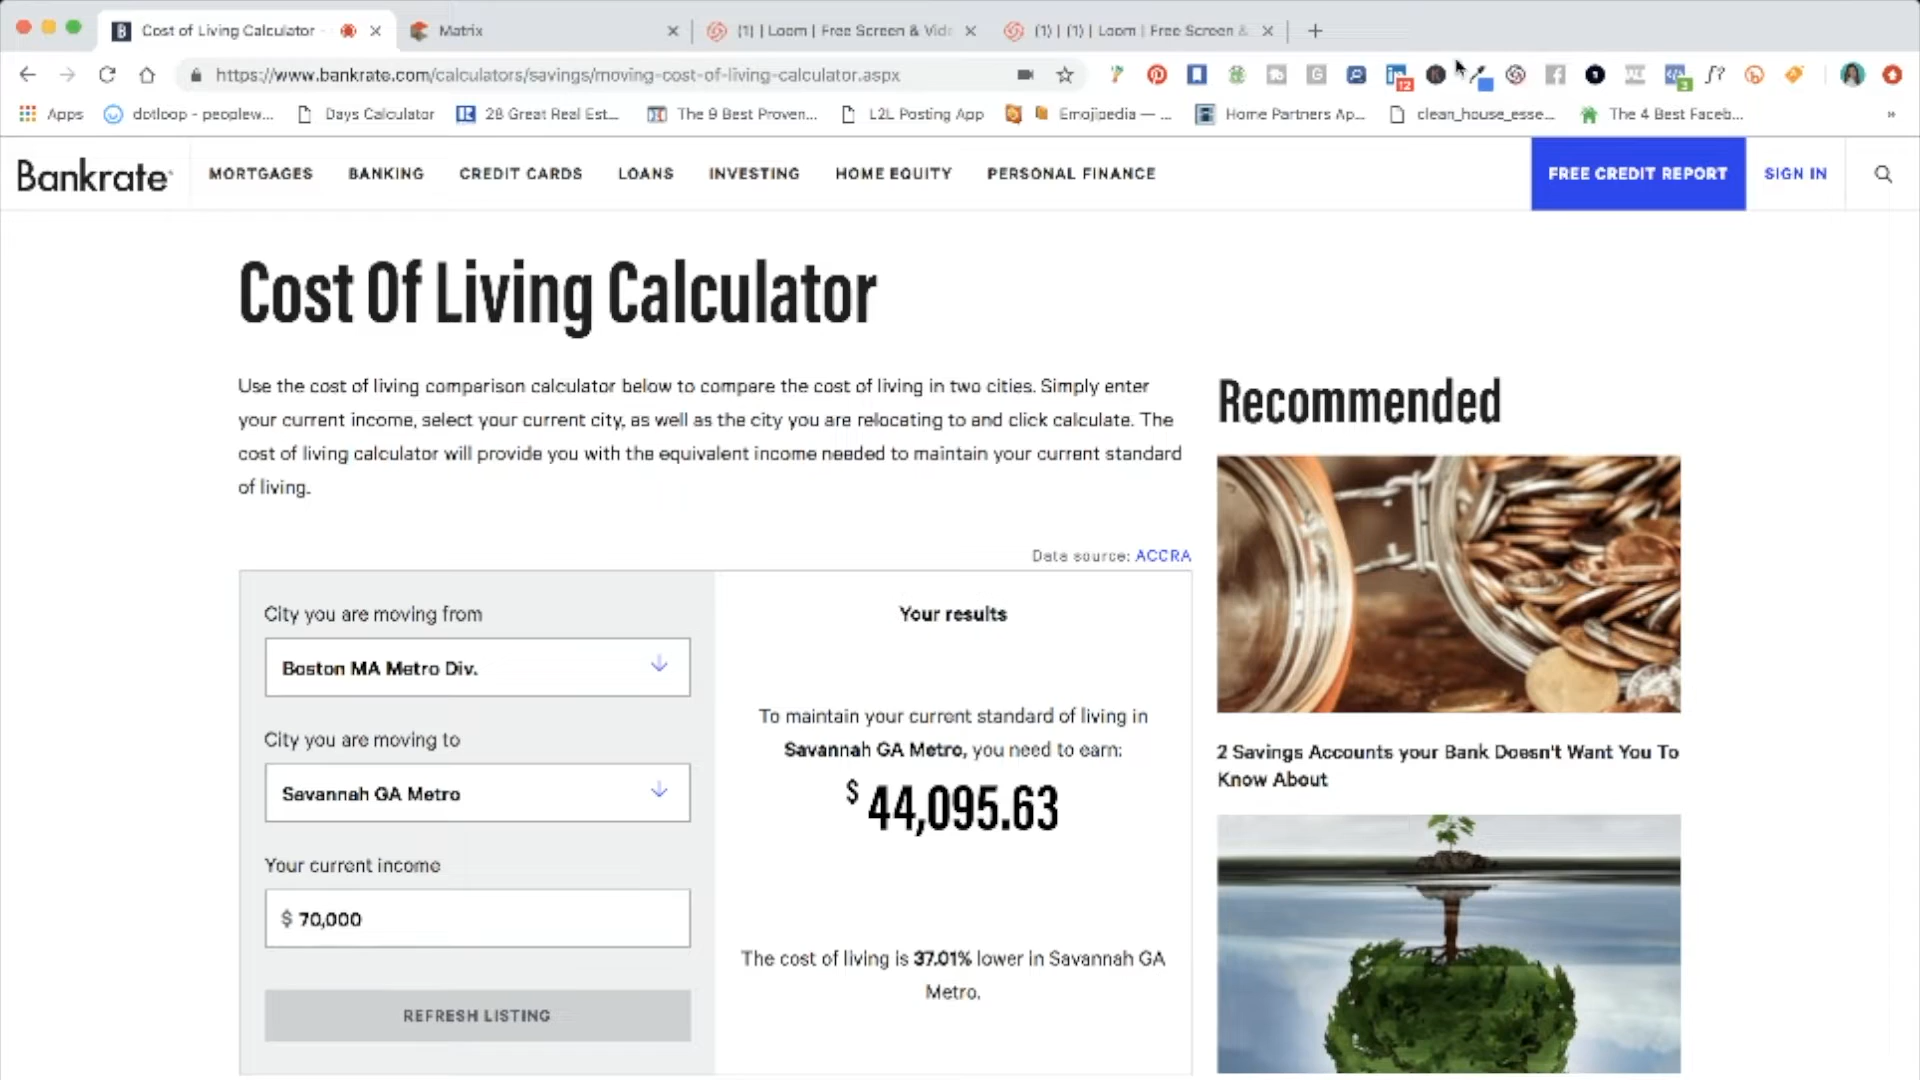 Cost of Living Calculator -
Matrix
(1) | Loom | Free Screen & Vide
(1) | (1) | Loom | Free Screen &
https://www.bankrate.com/calculators/savings/moving-cost-of-living-calculator.aspx
12
3
f?
Apps
dotloop - peoplew...
Days Calculator
28 Great Real Est...
The 9 Best Proven...
L2L Posting App
Emojipedia — ...
Home Partners Ap...
clean_house_esse...
The 4 Best Faceb...
»
Bankrate
MORTGAGES
BANKING
CREDIT CARDS
LOANS
INVESTING
HOME EQUITY
PERSONAL FINANCE
FREE CREDIT REPORT
SIGN IN
Cost Of Living Calculator
Use the cost of living comparison calculator below to compare the cost of living in two cities. Simply enter
your current income, select your current city, as well as the city you are relocating to and click calculate. The
cost of living calculator will provide you with the equivalent income needed to maintain your current standard
of living.
Data source: ACCRA
City you are moving from
Boston MA Metro Div.
City you are moving to
Savannah GA Metro
Your current income
$ 70,000
REFRESH LISTING
Your results
To maintain your current standard of living in
Savannah GA Metro, you need to earn:
$ 44,095.63
The cost of living is 37.01% lower in Savannah GA
Metro.
Recommended
2 Savings Accounts your Bank Doesn't Want You To
Know About